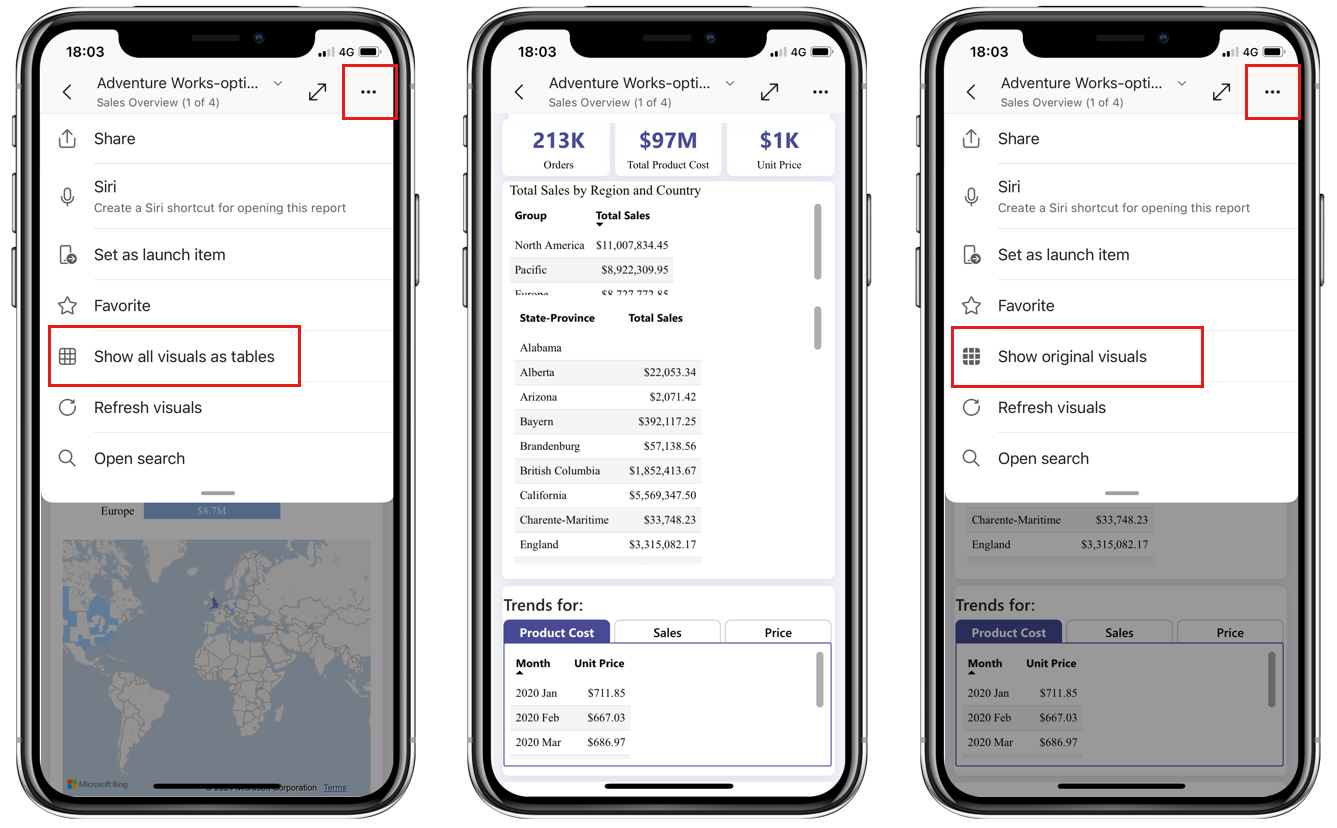 18:03
4G
Adventure Works-opti...
Sales Overview (1 of 4)
Share
Siri
Create a Siri shortcut for opening this report
Set as launch item
Favorite
Show all visuals as tables
Refresh visuals
Open search
Europe $8.7M
Microsoft Bing
Microsoft Corporation Terms
18:03
4G
Adventure Works-opti...
Sales Overview (1 of 4)
213K $97M $1K
Orders Total Product Cost Unit Price
Total Sales by Region and Country
Group Total Sales
North America $11,007,834.45
Pacific $8,922,309.95
Europe $8,727,772.85
State-Province Total Sales
Alabama
Alberta $22,053.34
Arizona $2,071.42
Bayern $392,117.25
Brandenburg $57,138.56
British Columbia $1,852,413.67
California $5,569,347.50
Charente-Maritime $33,748.23
England $3,315,082.17
Trends for:
Product Cost Sales Price
Month Unit Price
2020 Jan $711.85
2020 Feb $667.03
2020 Mar $686.97
18:03
4G
Adventure Works-opti...
Sales Overview (1 of 4)
Share
Siri
Create a Siri shortcut for opening this report
Set as launch item
Favorite
Show original visuals
Refresh visuals
Open search
Charente-Maritime $33,748.23
England $3,315,082.17
Trends for:
Product Cost Sales Price
Month Unit Price
2020 Jan $711.85
2020 Feb $667.03
2020 Mar $686.97